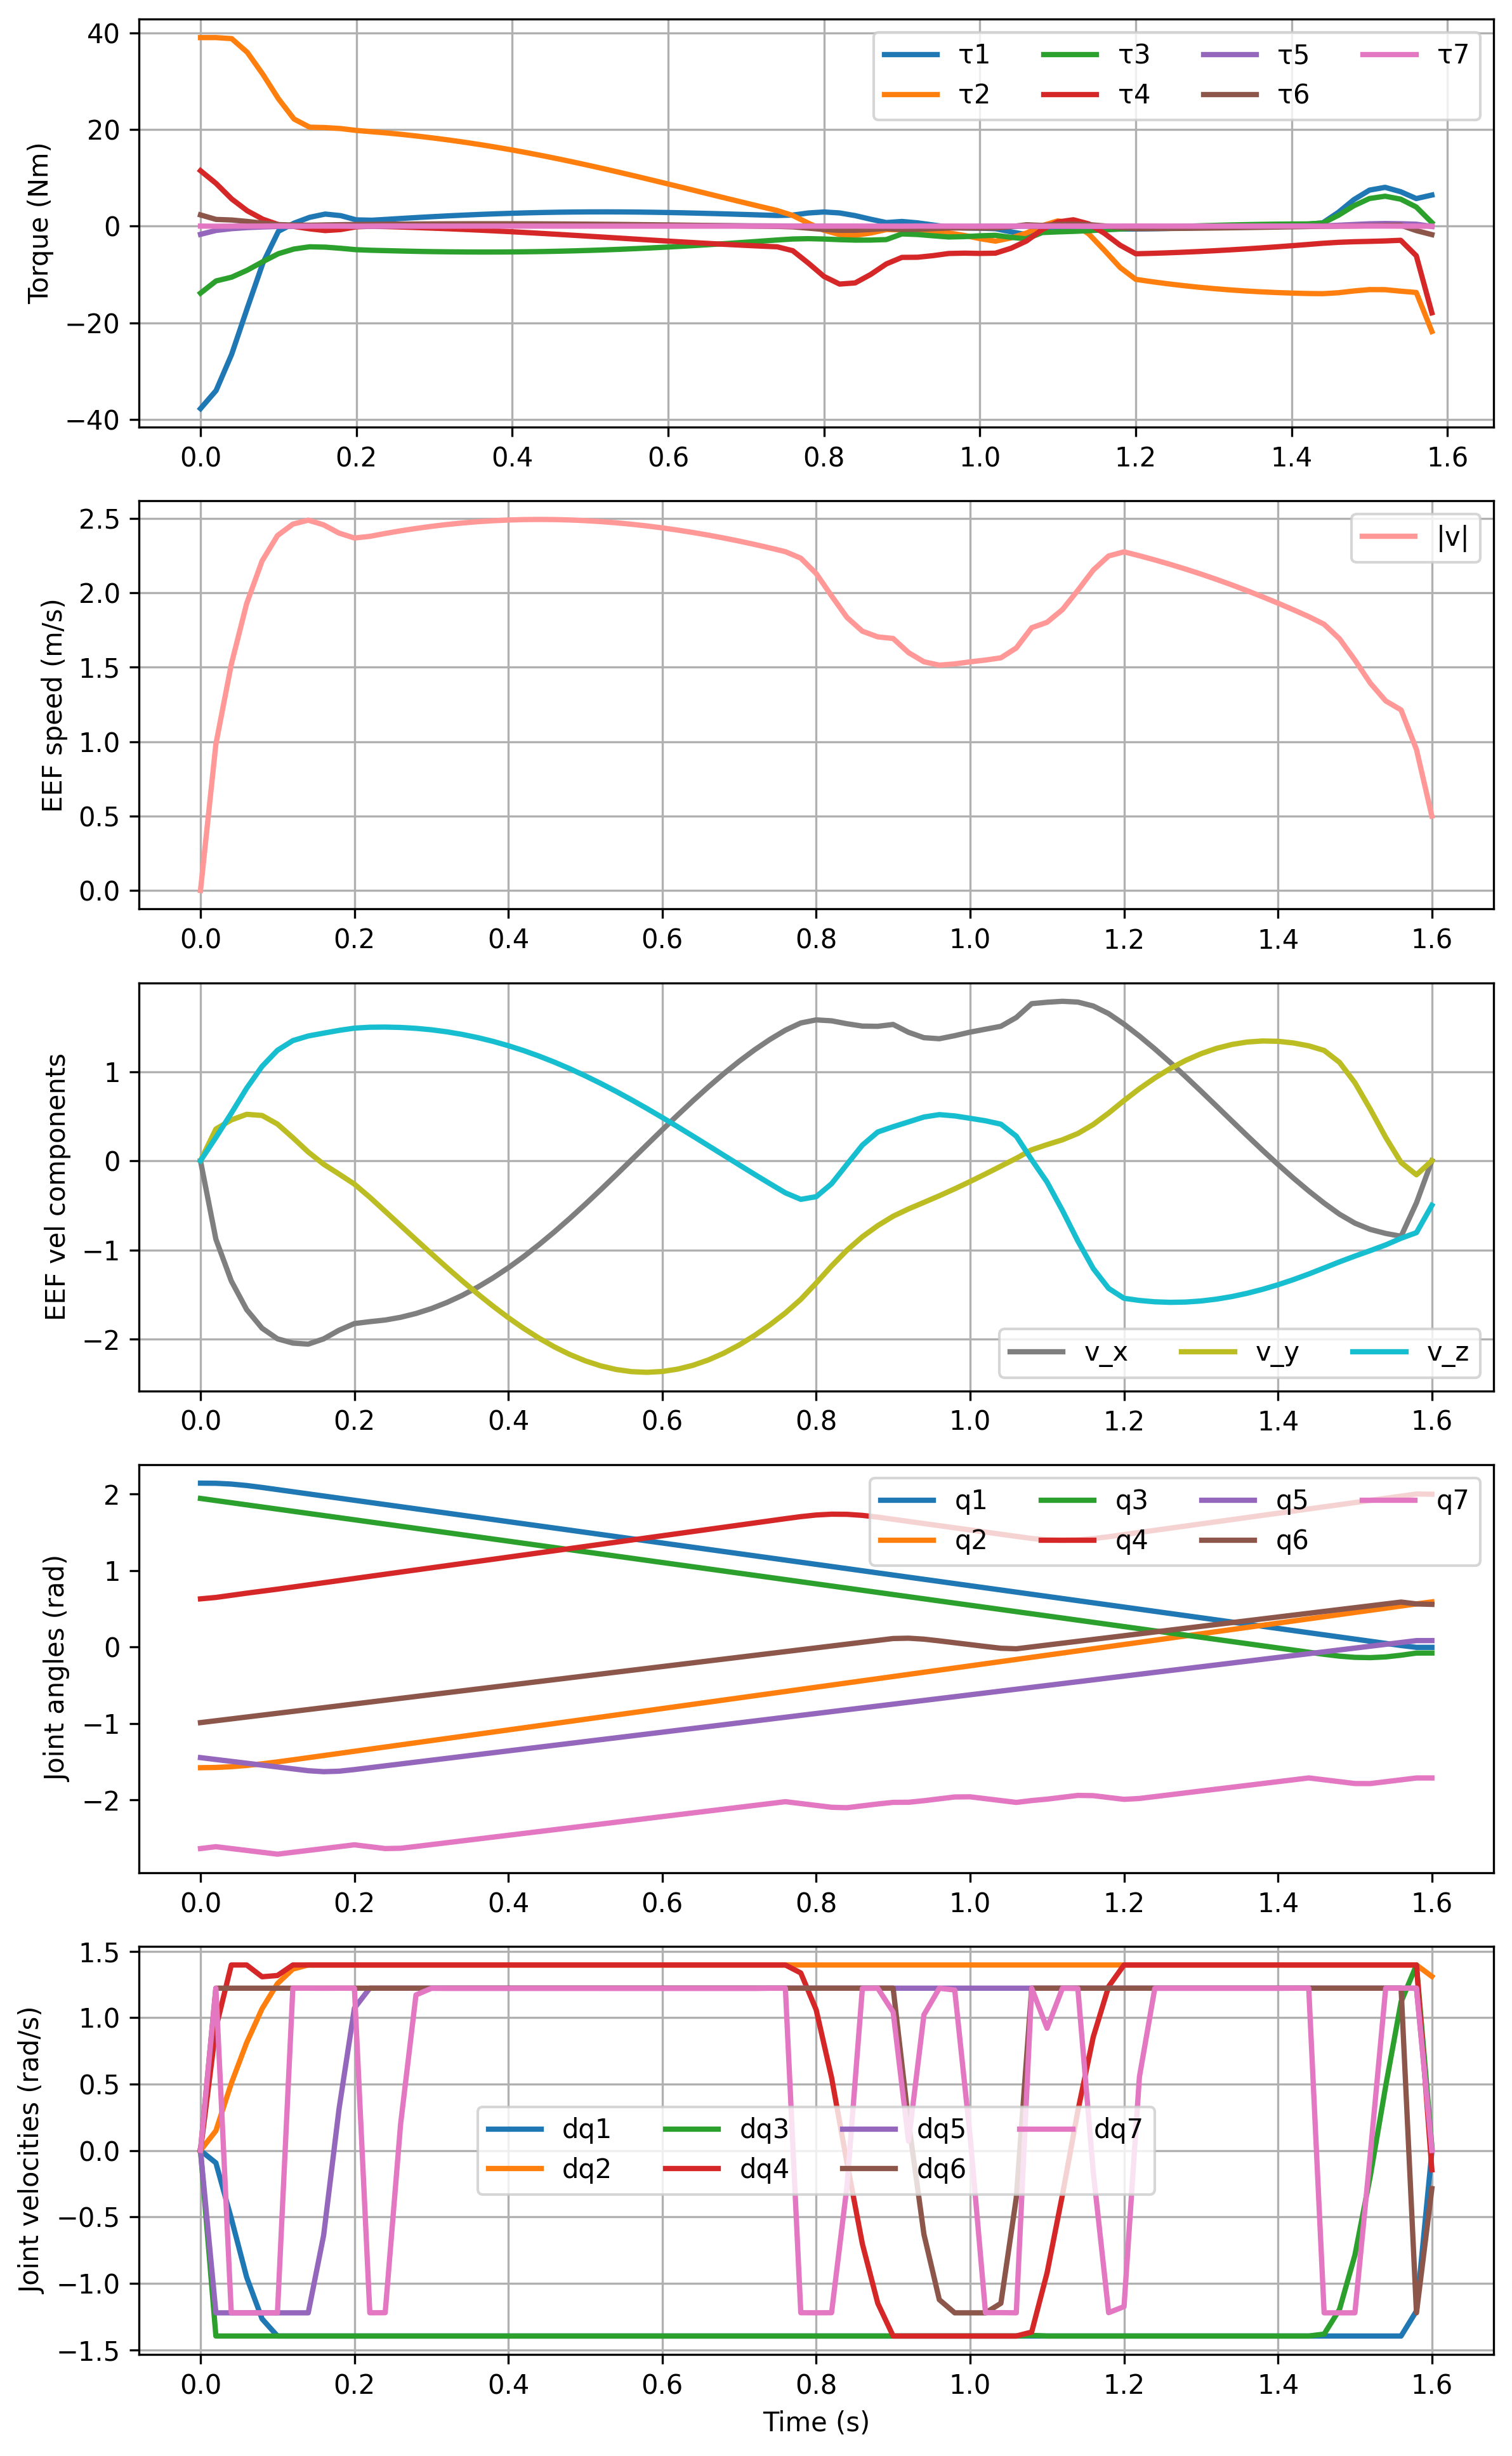 Torque (Nm)
40
20
0
−20
−40
τ1 τ3 τ5 τ7
τ2 τ4 τ6
0.0 0.2 0.4 0.6 0.8 1.0 1.2 1.4 1.6
EEF speed (m/s)
2.5
2.0
1.5
1.0
0.5
0.0
|v|
0.0 0.2 0.4 0.6 0.8 1.0 1.2 1.4 1.6
EEF vel components
1
0
−1
−2
v_x v_y v_z
0.0 0.2 0.4 0.6 0.8 1.0 1.2 1.4 1.6
Joint angles (rad)
2
1
0
−1
−2
q1 q3 q5 q7
q2 q4 q6
0.0 0.2 0.4 0.6 0.8 1.0 1.2 1.4 1.6
Joint velocities (rad/s)
1.5
1.0
0.5
0.0
−0.5
−1.0
−1.5
dq1 dq3 dq5 dq7
dq2 dq4 dq6
0.0 0.2 0.4 0.6 0.8 1.0 1.2 1.4 1.6
Time (s)